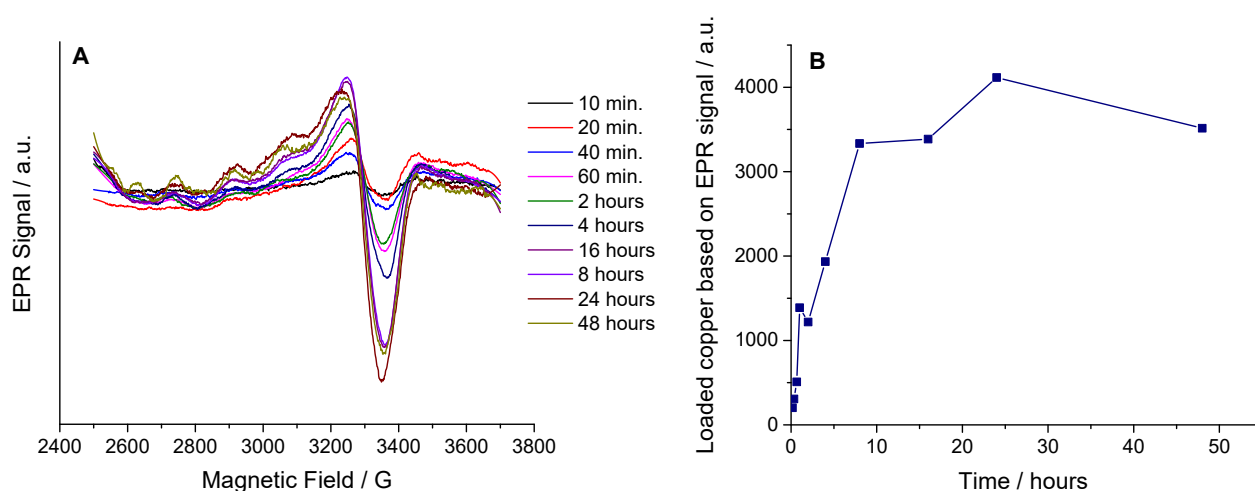 A
EPR Signal / a.u.
2400 2600 2800 3000 3200 3400 3600 3800
Magnetic Field / G
10 min.
20 min.
40 min.
60 min.
2 hours
4 hours
16 hours
8 hours
24 hours
48 hours
B
Loaded copper based on EPR signal / a.u.
4000
3000
2000
1000
0
0 10 20 30 40 50
Time / hours